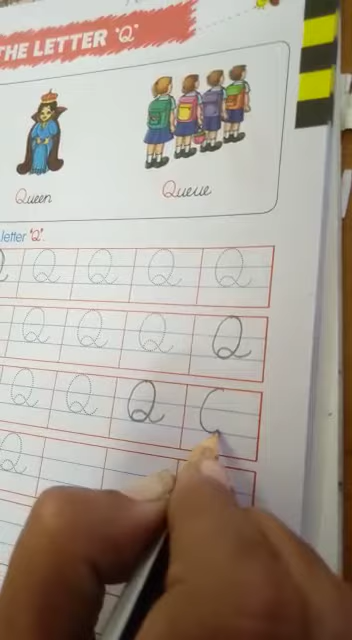 THE LETTER "Q"
Queen Queue
letter "Q".
Q Q Q Q
Q Q Q Q
Q Q Q
Q